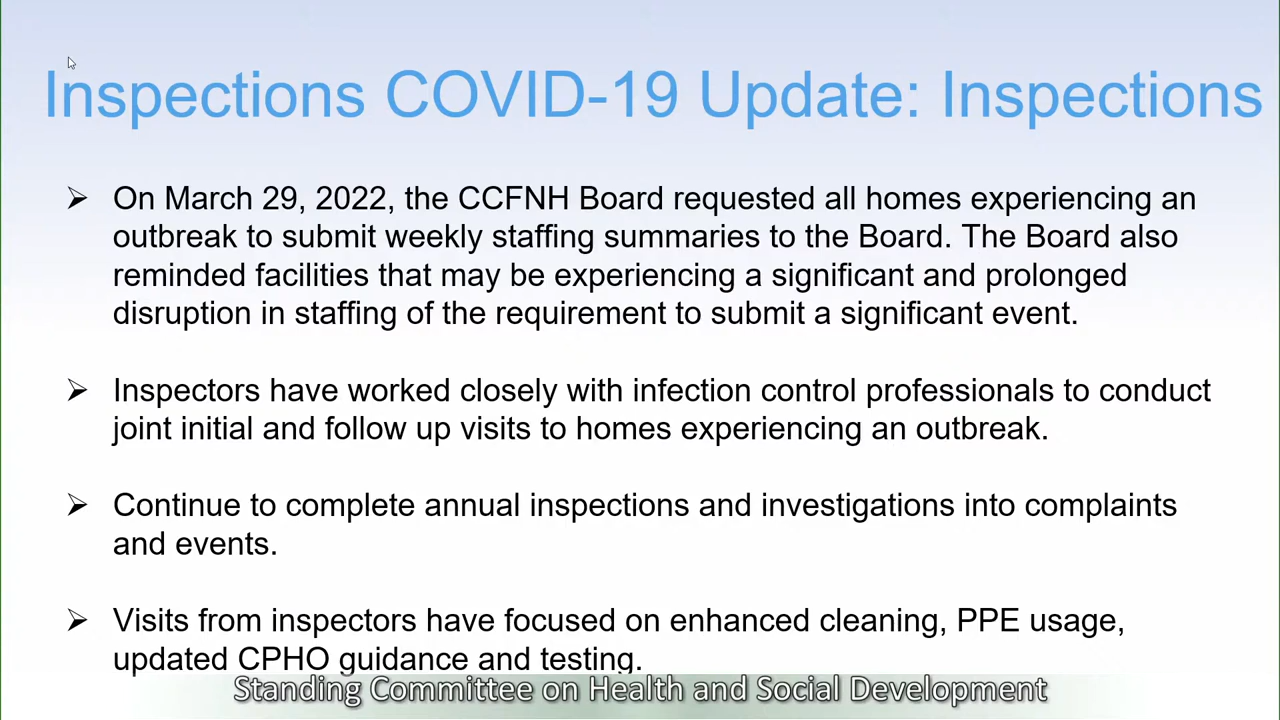 Inspections COVID-19 Update: Inspections
➢ On March 29, 2022, the CCFNH Board requested all homes experiencing an
outbreak to submit weekly staffing summaries to the Board. The Board also
reminded facilities that may be experiencing a significant and prolonged
disruption in staffing of the requirement to submit a significant event.
➢ Inspectors have worked closely with infection control professionals to conduct
joint initial and follow up visits to homes experiencing an outbreak.
➢ Continue to complete annual inspections and investigations into complaints
and events.
➢ Visits from inspectors have focused on enhanced cleaning, PPE usage,
updated CPHO guidance and testing.
Standing Committee on Health and Social Development